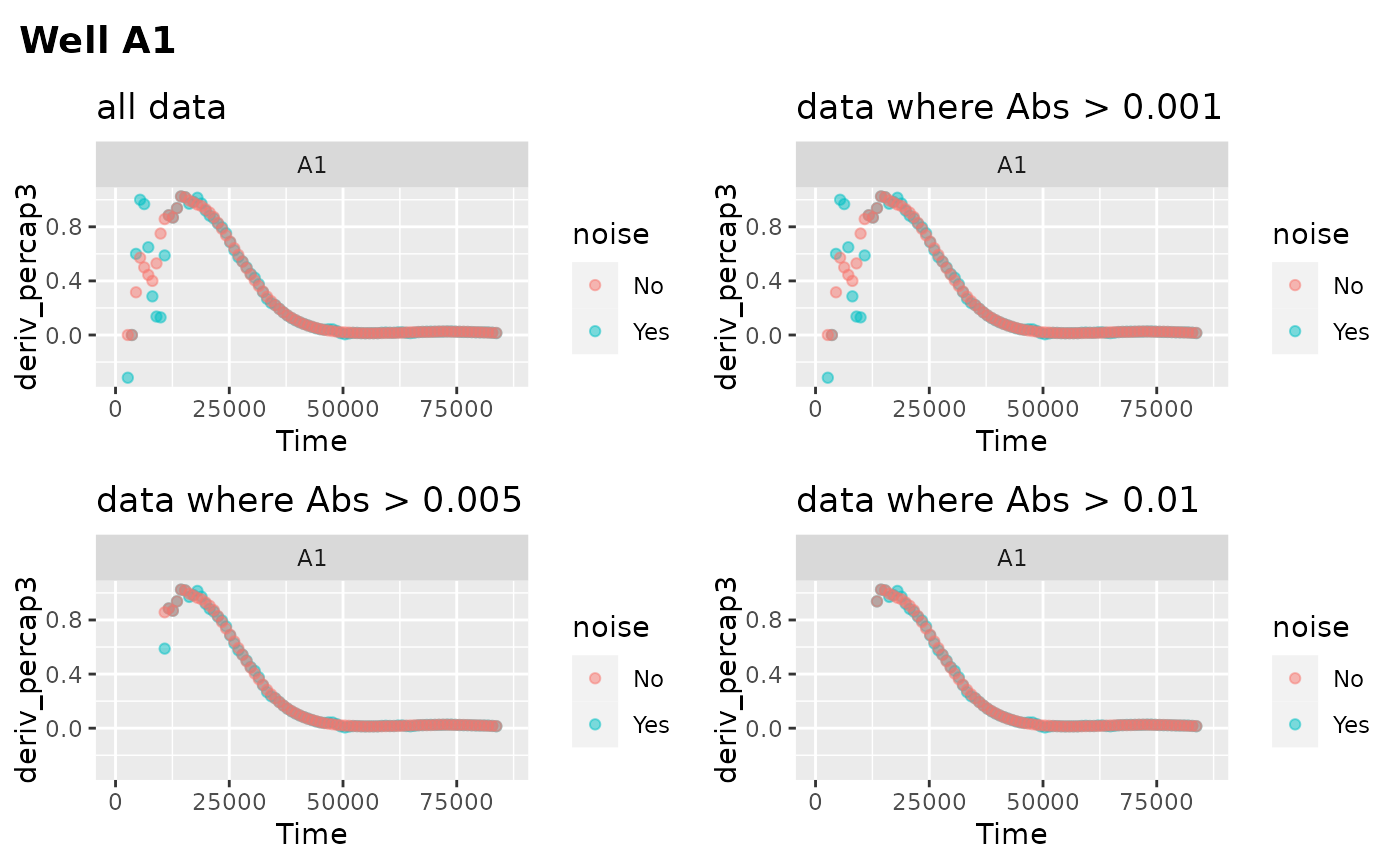 Well A1
all data
A1
deriv_percap3
0.8
0.4
0.0
0 25000 50000 75000
Time
noise
No
Yes
data where Abs > 0.001
A1
deriv_percap3
0.8
0.4
0.0
0 25000 50000 75000
Time
noise
No
Yes
data where Abs > 0.005
A1
deriv_percap3
0.8
0.4
0.0
0 25000 50000 75000
Time
noise
No
Yes
data where Abs > 0.01
A1
deriv_percap3
0.8
0.4
0.0
0 25000 50000 75000
Time
noise
No
Yes